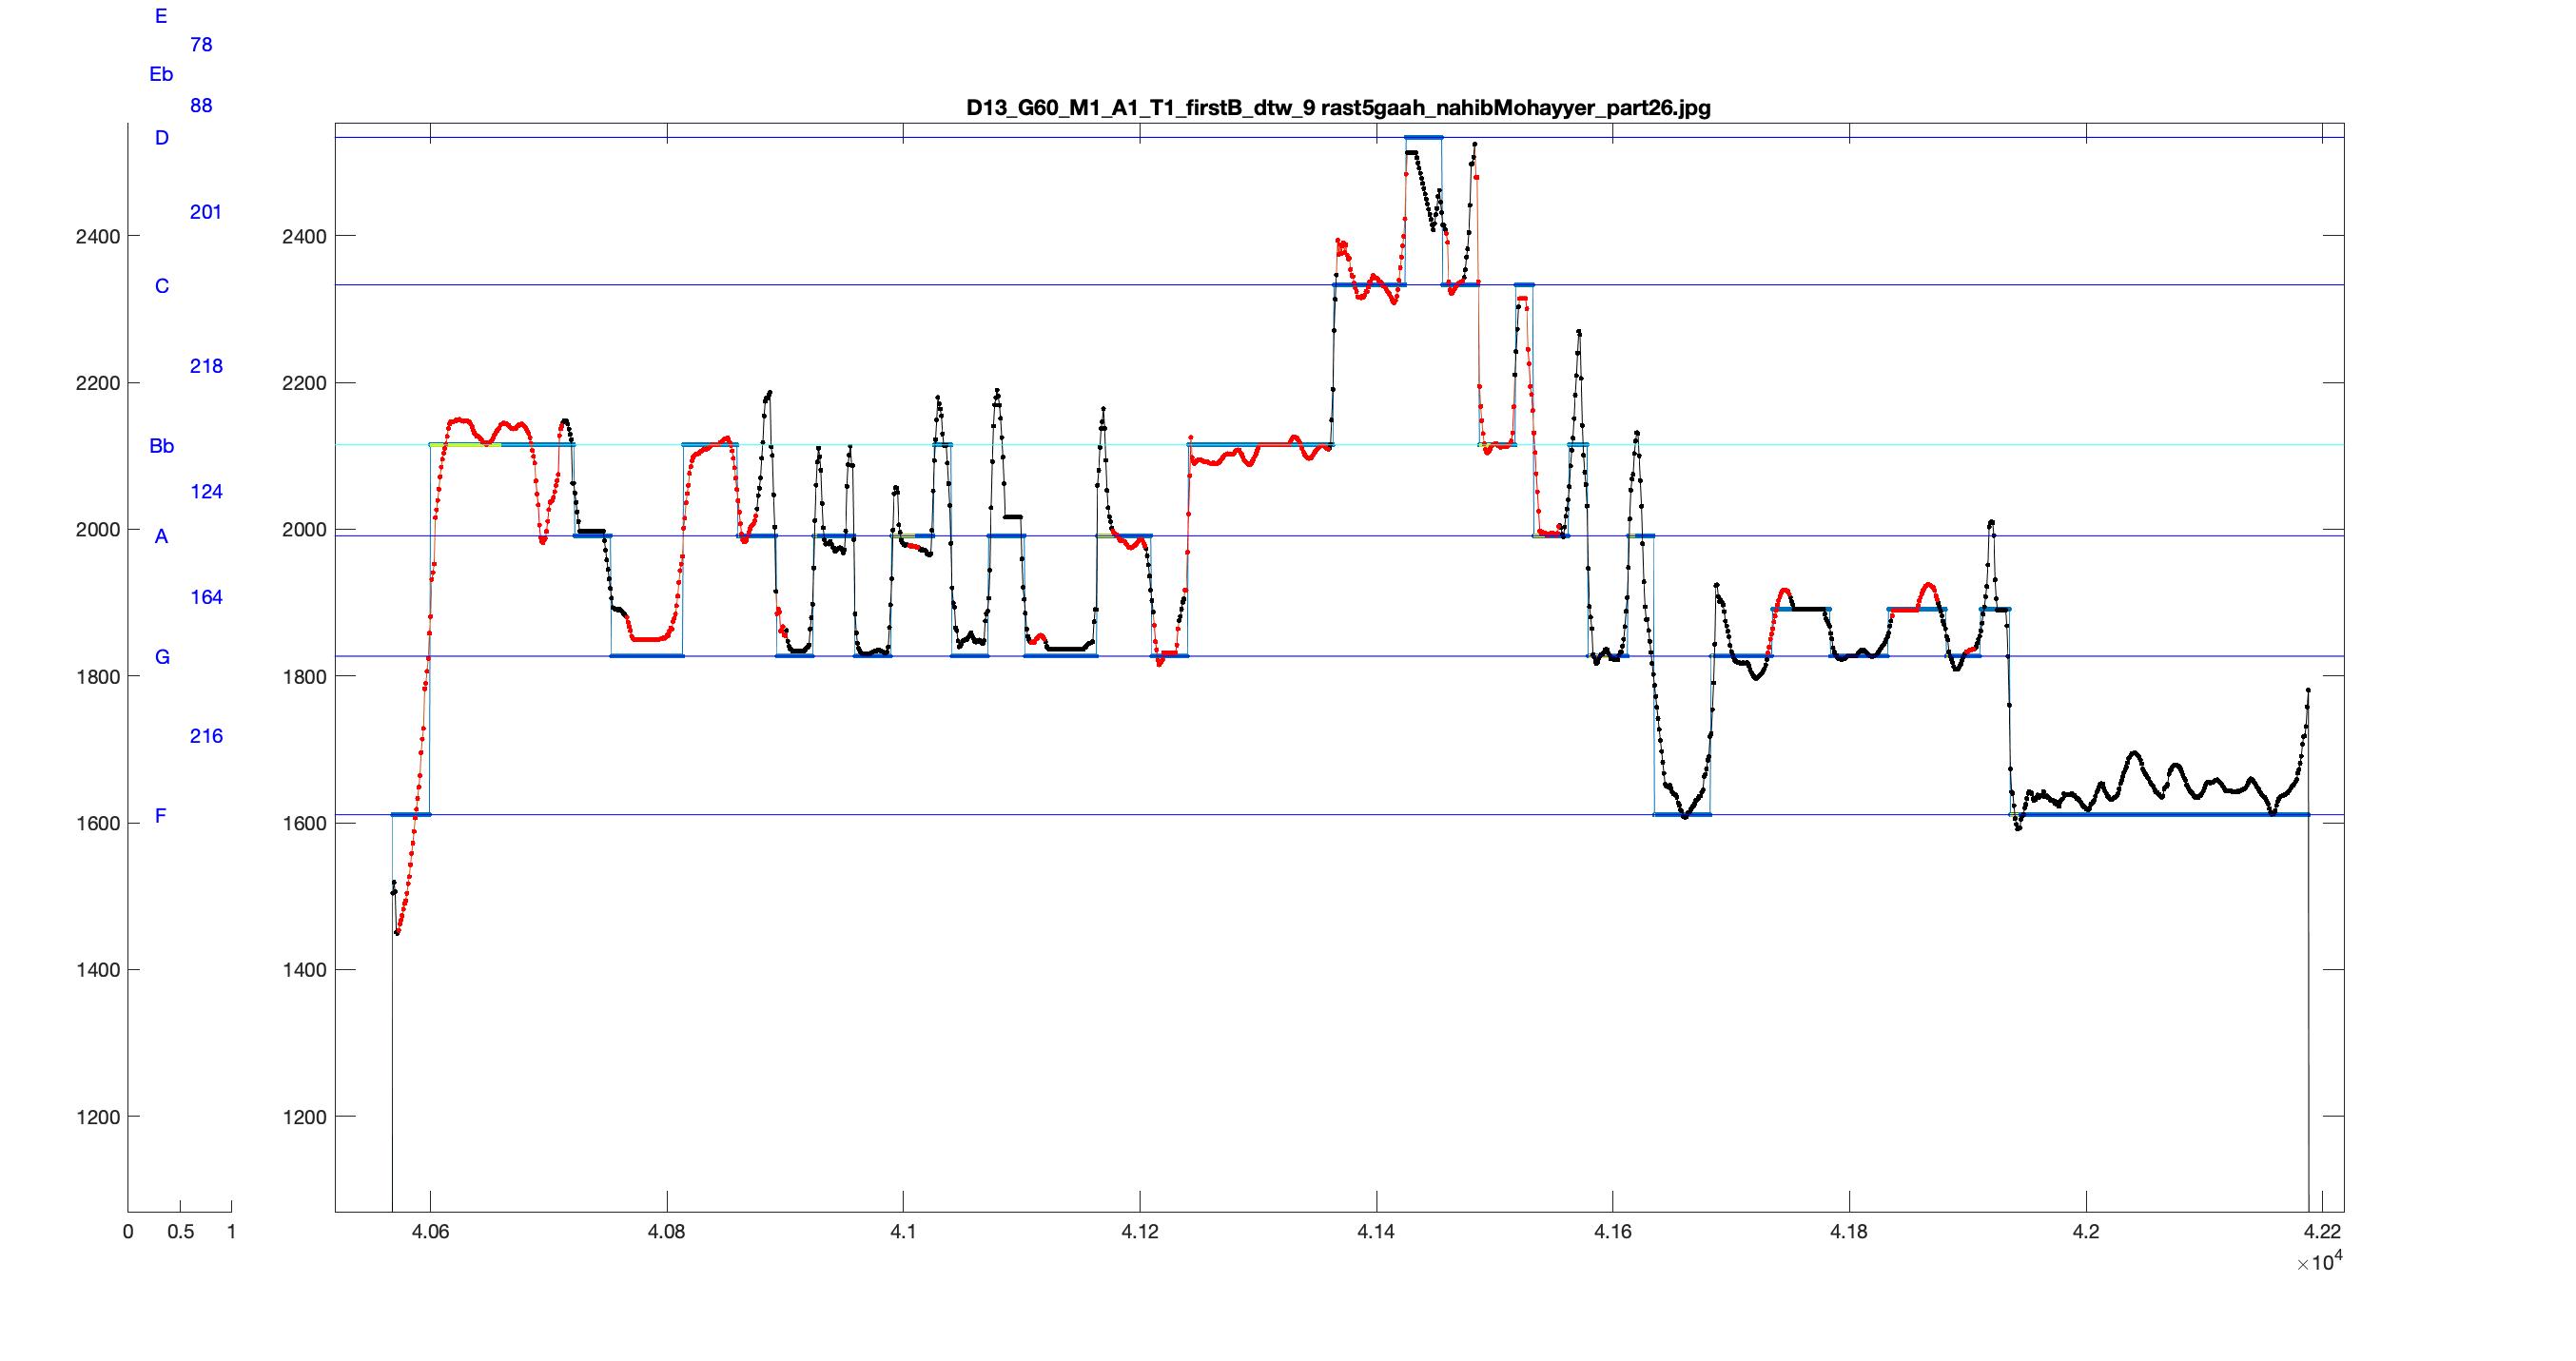 E
78
Eb
88
D13_G60_M1_A1_T1_firstB_dtw_9 rast5gaah_nahibMohayyer_part26.jpg
D
201
2400 2400
C
218
2200 2200
Bb
124
2000 2000
A
164
G
1800 1800
216
F
1600 1600
1400 1400
1200 1200
0 0.5 1 4.06 4.08 4.1 4.12 4.14 4.16 4.18 4.2 4.22
×10^4